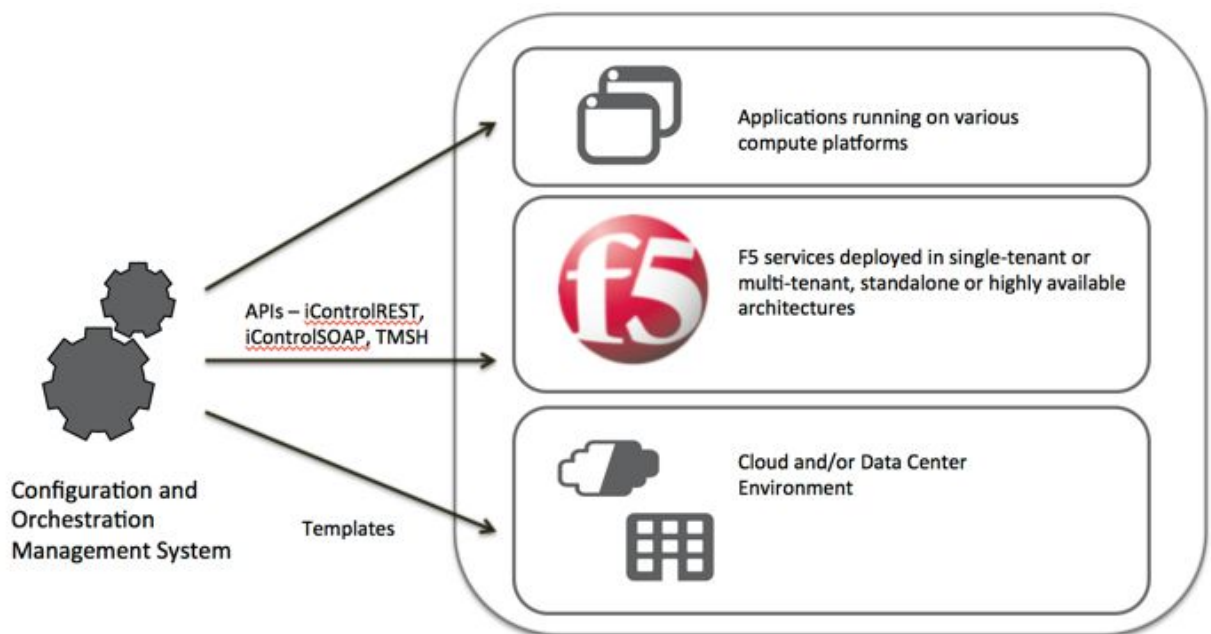 Applications running on various
compute platforms
f5
F5 services deployed in single-tenant or
multi-tenant, standalone or highly available
architectures
APIs – iControlREST,
iControlSOAP, TMSH
Cloud and/or Data Center
Environment
Configuration and
Orchestration
Management System
Templates